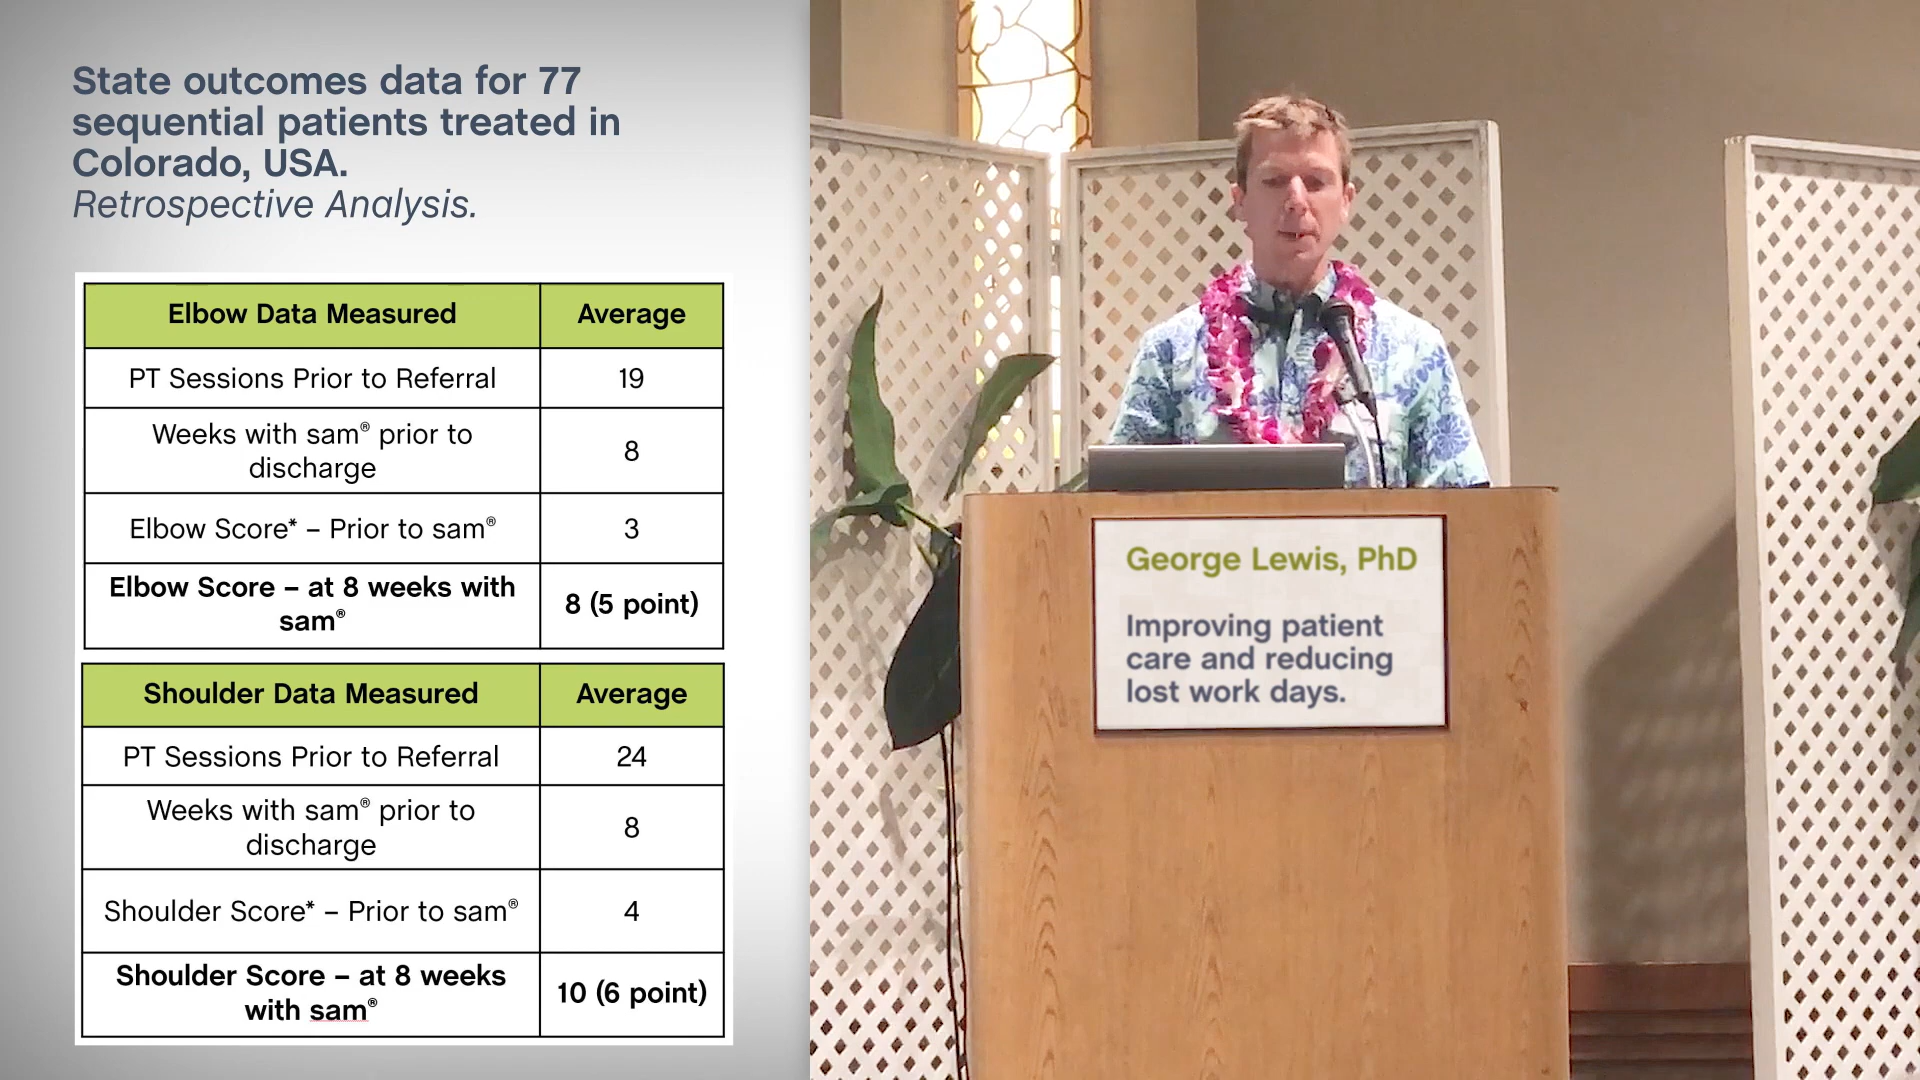 State outcomes data for 77
sequential patients treated in
Colorado, USA.
Retrospective Analysis.
Elbow Data Measured Average
PT Sessions Prior to Referral 19
Weeks with sam® prior to
discharge 8
Elbow Score* – Prior to sam® 3
Elbow Score – at 8 weeks with
sam® 8 (5 point)
Shoulder Data Measured Average
PT Sessions Prior to Referral 24
Weeks with sam® prior to
discharge 8
Shoulder Score* – Prior to sam® 4
Shoulder Score – at 8 weeks
with sam® 10 (6 point)
George Lewis, PhD
Improving patient
care and reducing
lost work days.